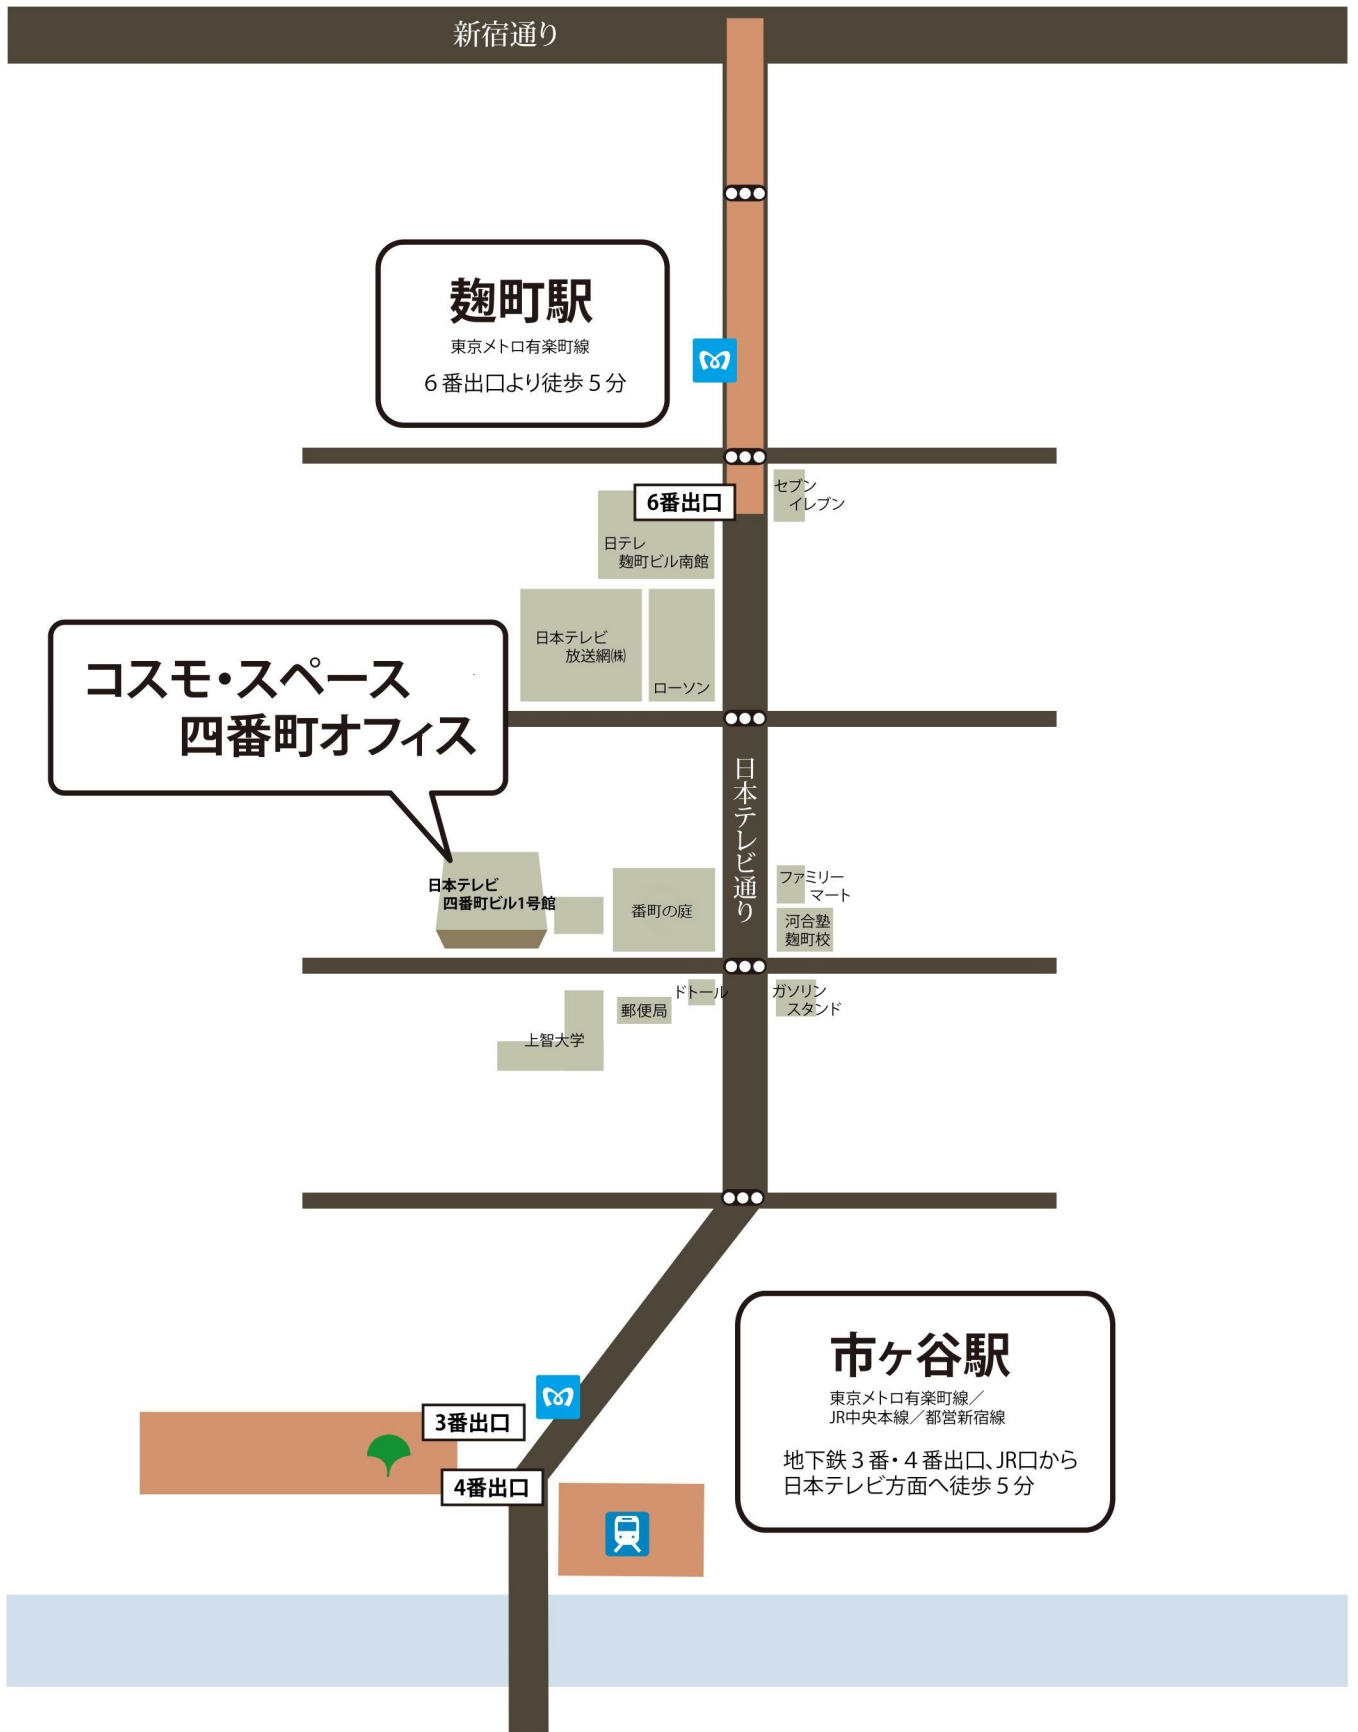 新宿通り
麹町駅
東京メトロ有楽町線
6番出口より徒歩5分
6番出口
セブン
イレブン
日テレ
麹町ビル南館
日本テレビ
放送網㈱
ローソン
コスモ・スペース
四番町オフィス
日本テレビ通り
日本テレビ
四番町ビル1号館
番町の庭
ファミリー
マート
河合塾
麹町校
ドトール
ガソリン
スタンド
郵便局
上智大学
市ヶ谷駅
東京メトロ有楽町線／
JR中央本線／都営新宿線
地下鉄3番・4番出口、JR口から
日本テレビ方面へ徒歩5分
3番出口
4番出口